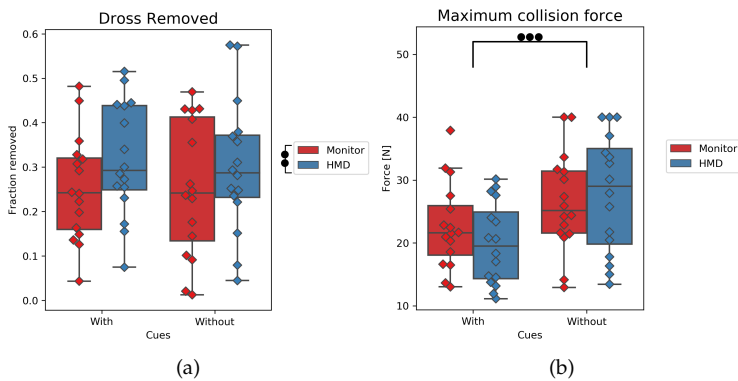 Dross Removed
Fraction removed
0.6
0.5
0.4
0.3
0.2
0.1
0.0
With
Without
Cues
Monitor
HMD
(a)
Maximum collision force
Force [N]
50
40
30
20
10
With
Without
Cues
Monitor
HMD
(b)